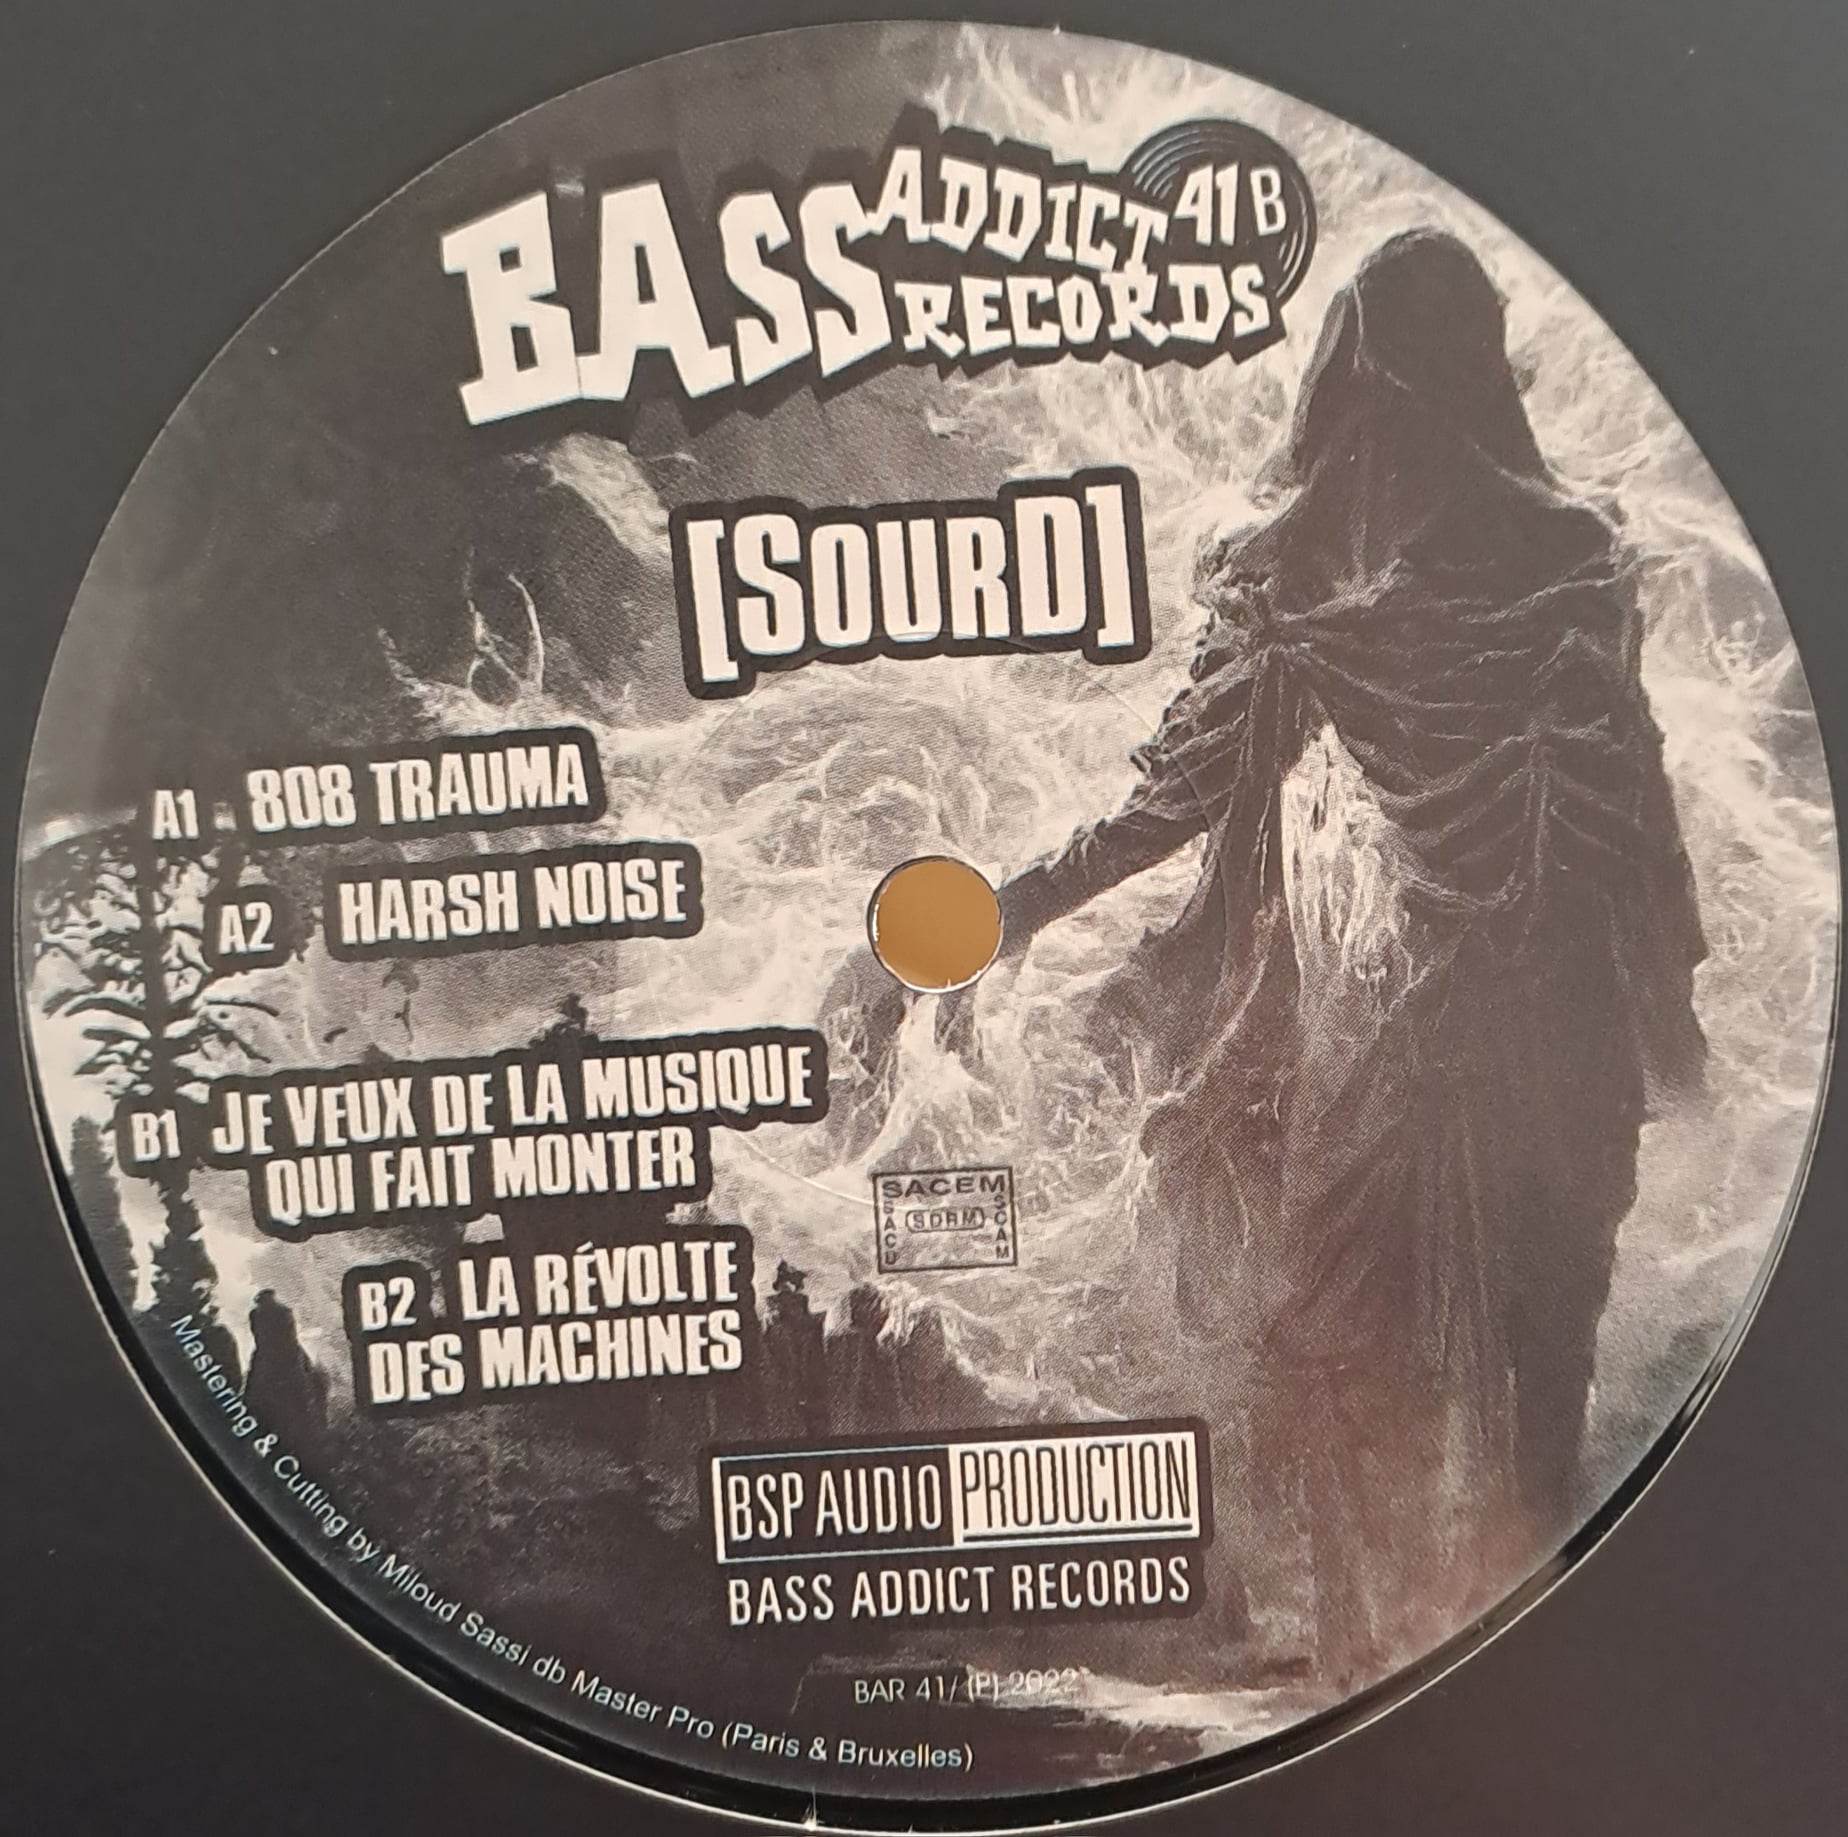 BASS ADDICT RECORDS 41 B
[SOURD]
A1 808 TRAUMA
A2 HARSH NOISE
B1 JE VEUX DE LA MUSIQUE
QUI FAIT MONTER
B2 LA RÉVOLTE
DES MACHINES
SACEM
SACD SDRM SCAM
BSP AUDIO PRODUCTION
BASS ADDICT RECORDS
BAR 41/ (P) 2022
Mastering & Cutting by Miloud Sassi db Master Pro (Paris & Bruxelles)